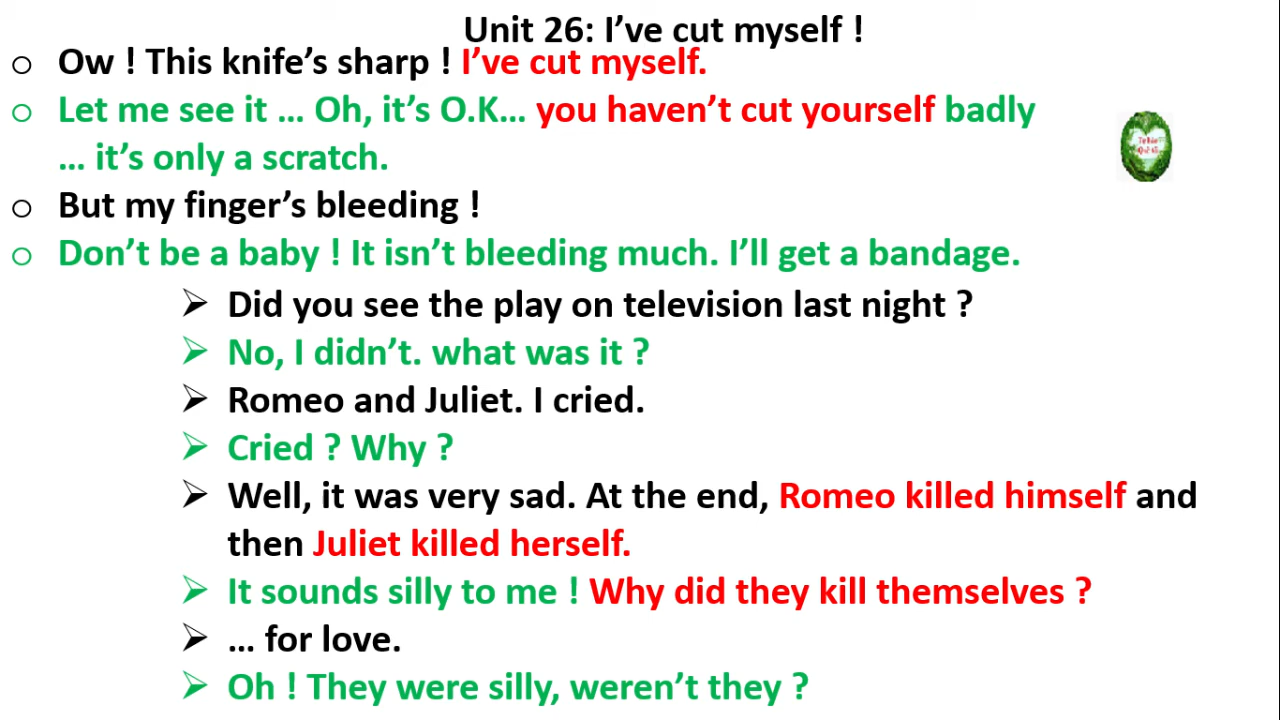 Unit 26: I’ve cut myself !
Ow ! This knife’s sharp ! I’ve cut myself.
Let me see it … Oh, it’s O.K… you haven’t cut yourself badly
… it’s only a scratch.
But my finger’s bleeding !
Don’t be a baby ! It isn’t bleeding much. I’ll get a bandage.
Did you see the play on television last night ?
No, I didn’t. what was it ?
Romeo and Juliet. I cried.
Cried ? Why ?
Well, it was very sad. At the end, Romeo killed himself and
then Juliet killed herself.
It sounds silly to me ! Why did they kill themselves ?
… for love.
Oh ! They were silly, weren’t they ?